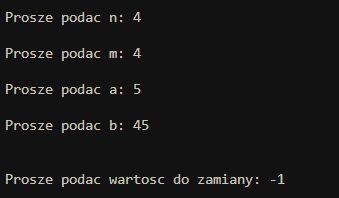 Prosze podac n: 4
Prosze podac m: 4
Prosze podac a: 5
Prosze podac b: 45
Prosze podac wartosc do zamiany: -1